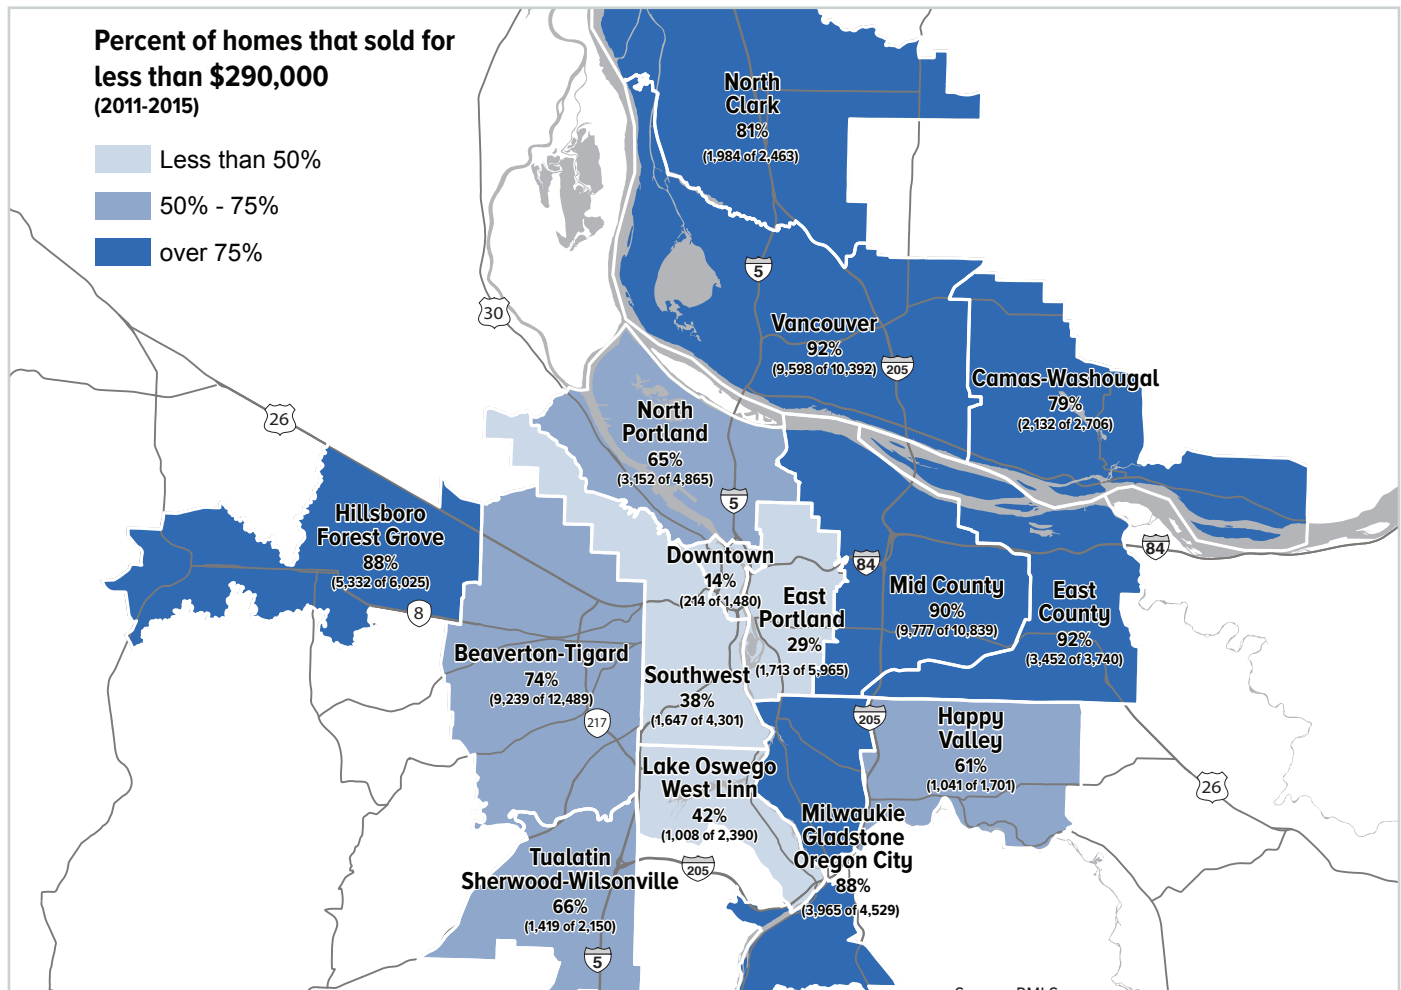 Percent of homes that sold for
less than $290,000
(2011-2015)
Less than 50%
50% - 75%
over 75%
North
Clark
81%
(1,984 of 2,463)
5
30
Vancouver
92%
(9,598 of 10,392)
205
Camas-Washougal
79%
(2,132 of 2,706)
26
North
Portland
65%
(3,152 of 4,865)
5
Hillsboro
Forest Grove
88%
(5,332 of 6,025)
8
Downtown
14%
(214 of 1,480)
84
84
East
Portland
29%
(1,713 of 5,965)
Mid County
90%
(9,777 of 10,839)
East
County
92%
(3,452 of 3,740)
Beaverton-Tigard
74%
(9,239 of 12,489)
217
Southwest
38%
(1,647 of 4,301)
205
Happy
Valley
61%
(1,041 of 1,701)
26
Lake Oswego
West Linn
42%
(1,008 of 2,390)
Milwaukie
Gladstone
Oregon City
88%
(3,965 of 4,529)
205
Tualatin
Sherwood-Wilsonville
66%
(1,419 of 2,150)
5